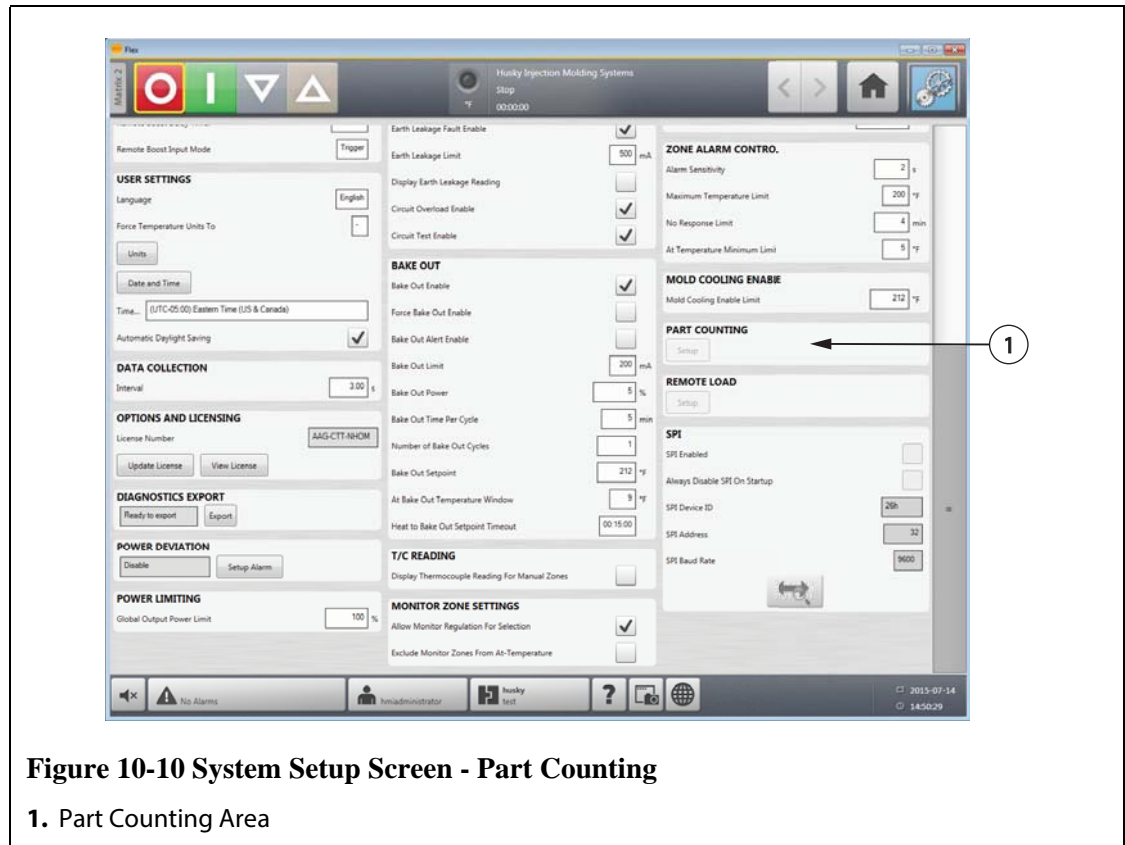 Flex
Matrix 2
Husky Injection Molding Systems
Stop
°F 00:00:00
Remote Boost Input Mode Trigger
USER SETTINGS
Language English
Force Temperature Units To -
Units
Date and Time
Time... (UTC-05:00) Eastern Time (US & Canada)
Automatic Daylight Saving
DATA COLLECTION
Interval 3.00 s
OPTIONS AND LICENSING
License Number AAG-CTT-NHOM
Update License View License
DIAGNOSTICS EXPORT
Ready to export Export
POWER DEVIATION
Disable Setup Alarm
POWER LIMITING
Global Output Power Limit 100 %
Earth Leakage Fault Enable
Earth Leakage Limit 500 mA
Display Earth Leakage Reading
Circuit Overload Enable
Circuit Test Enable
BAKE OUT
Bake Out Enable
Force Bake Out Enable
Bake Out Alert Enable
Bake Out Limit 200 mA
Bake Out Power 5 %
Bake Out Time Per Cycle 5 min
Number of Bake Out Cycles 1
Bake Out Setpoint 212 °F
At Bake Out Temperature Window 9 °F
Heat to Bake Out Setpoint Timeout 00:15:00
T/C READING
Display Thermocouple Reading For Manual Zones
MONITOR ZONE SETTINGS
Allow Monitor Regulation For Selection
Exclude Monitor Zones From At-Temperature
ZONE ALARM CONTRO.
Alarm Sensitivity 2 s
Maximum Temperature Limit 200 °F
No Response Limit 4 min
At Temperature Minimum Limit 5 °F
MOLD COOLING ENABlE
Mold Cooling Enable Limit 212 °F
PART COUNTING
Setup
1
REMOTE LOAD
Setup
SPI
SPI Enabled
Always Disable SPI On Startup
SPI Device ID 26h
SPI Address 32
SPI Baud Rate 9600
No Alarms
hmiadministrator
husky
test
?
2015-07-14
14:50:29
Figure 10-10 System Setup Screen - Part Counting
1. Part Counting Area